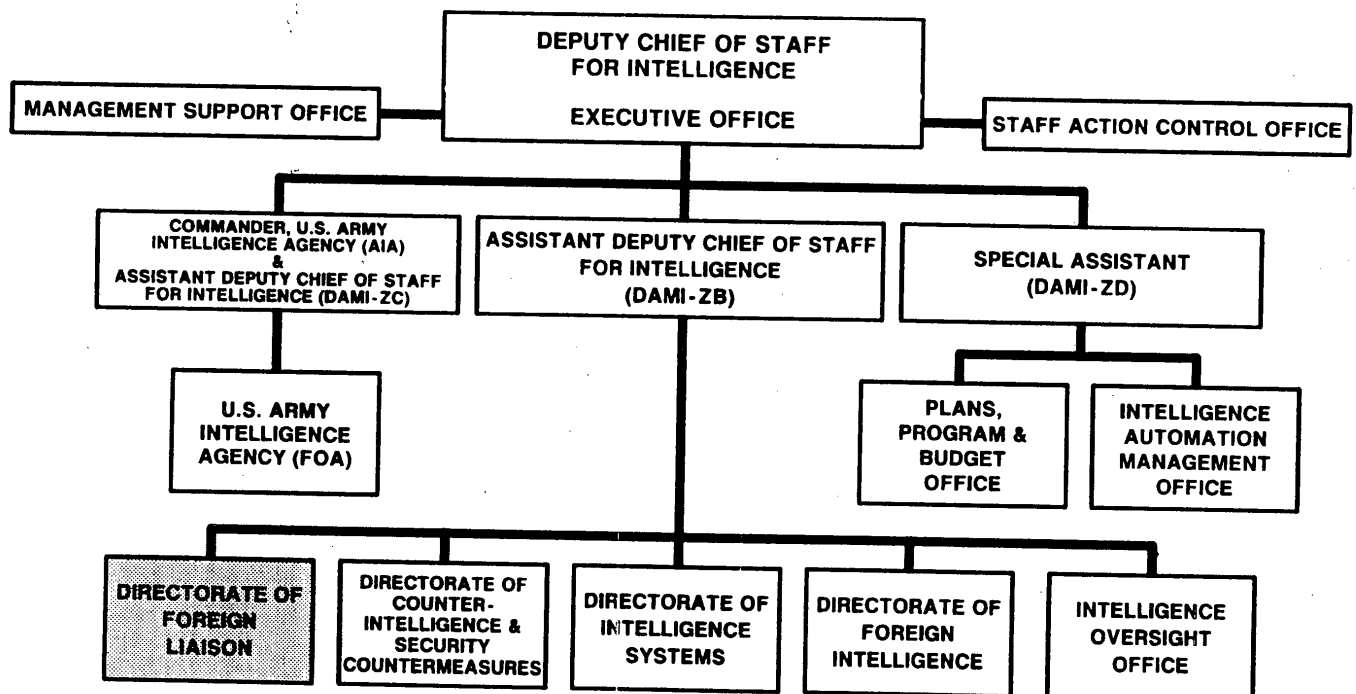 DEPUTY CHIEF OF STAFF
FOR INTELLIGENCE
EXECUTIVE OFFICE
MANAGEMENT SUPPORT OFFICE
STAFF ACTION CONTROL OFFICE
COMMANDER, U.S. ARMY
INTELLIGENCE AGENCY (AIA)
&
ASSISTANT DEPUTY CHIEF OF STAFF
FOR INTELLIGENCE (DAMI-ZC)
ASSISTANT DEPUTY CHIEF OF STAFF
FOR INTELLIGENCE
(DAMI-ZB)
SPECIAL ASSISTANT
(DAMI-ZD)
U.S. ARMY
INTELLIGENCE
AGENCY (FOA)
PLANS,
PROGRAM &
BUDGET
OFFICE
INTELLIGENCE
AUTOMATION
MANAGEMENT
OFFICE
DIRECTORATE OF
FOREIGN
LIAISON
DIRECTORATE OF
COUNTER-
INTELLIGENCE &
SECURITY
COUNTERMEASURES
DIRECTORATE OF
INTELLIGENCE
SYSTEMS
DIRECTORATE OF
FOREIGN
INTELLIGENCE
INTELLIGENCE
OVERSIGHT
OFFICE